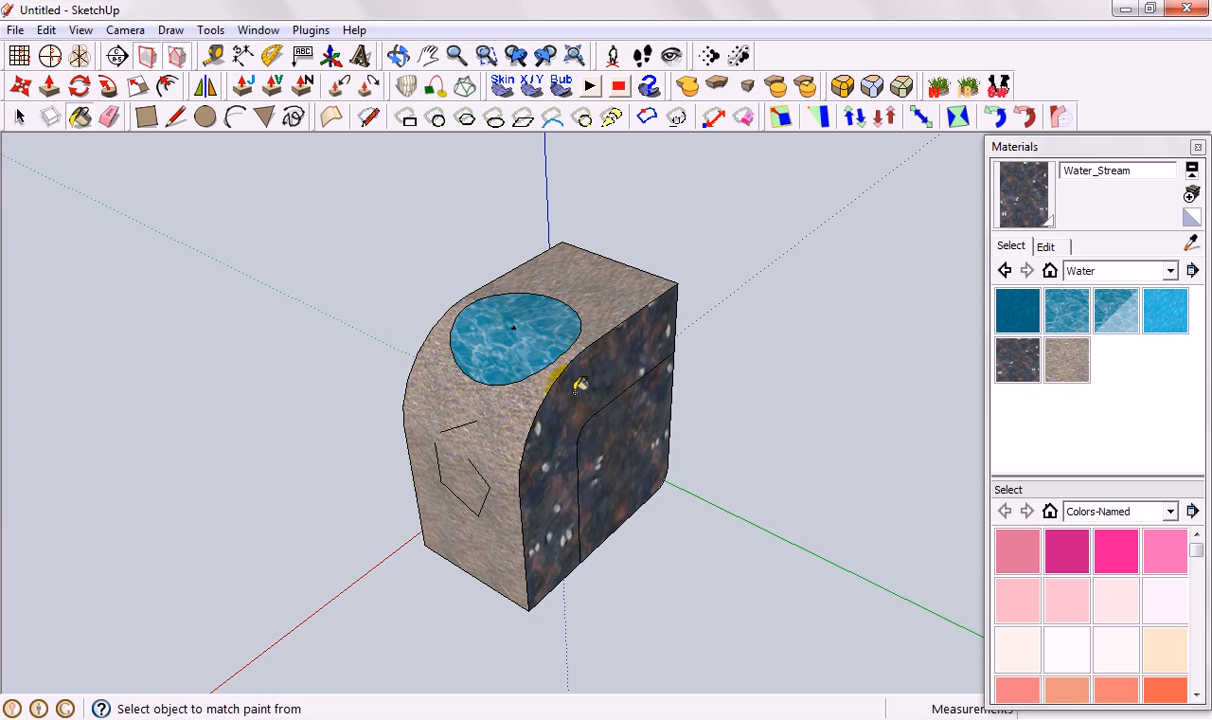 Untitled - SketchUp
File Edit View Camera Draw Tools Window Plugins Help
ABC
J V N Skin X/Y Bub
Materials
Water_Stream
Select Edit
Water
Select
Colors-Named
Select object to match paint from
Measurements